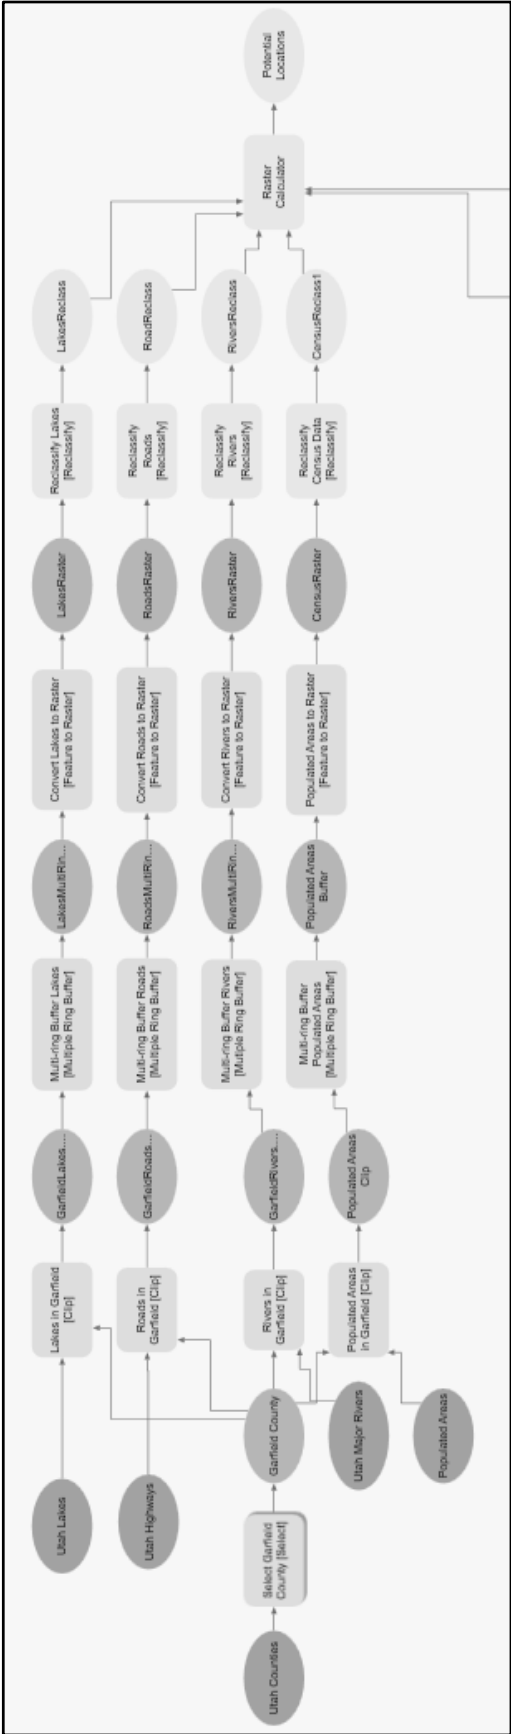 Utah Lakes
Lakes in Garfield
[Clip]
GarfieldLakes....
Multi-ring Buffer Lakes
[Multiple Ring Buffer]
LakesMultiRin...
Convert Lakes to Raster
[Feature to Raster]
LakesRaster
Reclassify Lakes
[Reclassify]
LakesReclass
Utah Highways
Roads in
Garfield [Clip]
GarfieldRoads...
Multi-ring Buffer Roads
[Multiple Ring Buffer]
RoadsMultiRin...
Convert Roads to Raster
[Feature to Raster]
RoadsRaster
Reclassify
Roads
[Reclassify]
RoadReclass
Utah Counties
Select Garfield
County [Select]
Garfield County
Rivers in
Garfield [Clip]
GarfieldRivers....
Multi-ring Buffer Rivers
[Mutiple Ring Buffer]
RiversMultiRin...
Convert Rivers to Raster
[Feature to Raster]
RiversRaster
Reclassify
Rivers
[Reclassify]
RiversReclass
Raster
Calculator
Potential
Locations
Utah Major Rivers
Populated Areas
Populated Areas
in Garfield [Clip]
Populated Areas
Clip
Multi-ring Buffer
Populated Areas
[Multiple Ring Buffer]
Populated Areas
Buffer
Populated Areas to Raster
[Feature to Raster]
CensusRaster
Reclassify
Census Data
[Reclassify]
CensusReclass1